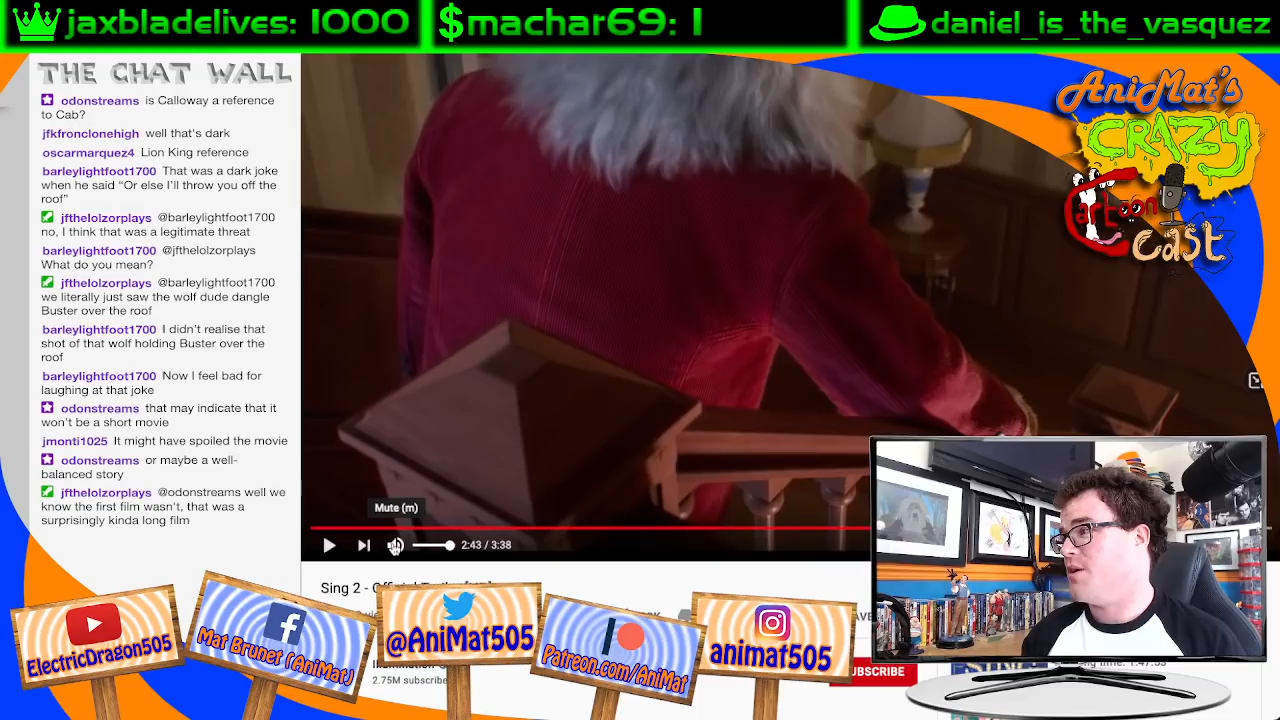 jaxbladelives: 1000
$machar69: 1
daniel_is_the_vasquez
THE CHAT WALL
odonstreams is Calloway a reference
to Cab?
jfkfronclonehigh well that's dark
oscarmarquez4 Lion King reference
barleylightfoot1700 That was a dark joke
when he said “Or else I’ll throw you off the
roof”
jfthelolzorplays @barleylightfoot1700
no, I think that was a legitimate threat
barleylightfoot1700 @jfthelolzorplays
What do you mean?
jfthelolzorplays @barleylightfoot1700
we literally just saw the wolf dude dangle
Buster over the roof
barleylightfoot1700 I didn’t realise that
shot of that wolf holding Buster over the
roof
barleylightfoot1700 Now I feel bad for
laughing at that joke
odonstreams that may indicate that it
won't be a short movie
jmonti1025 It might have spoiled the movie
odonstreams or maybe a well-
balanced story
jfthelolzorplays @odonstreams well we
know the first film wasn't, that was a
surprisingly kinda long film
AniMat's
CRAZY
Cartoon
Cast
Mute (m)
2:43 / 3:38
Sing 2 - Official
2.75M subscribe
SUBSCRIBE
time: 1:47:53
ElectricDragon505
Mat Brunet (AniMat)
@AniMat505
Patreon.com/AniMat
animat505